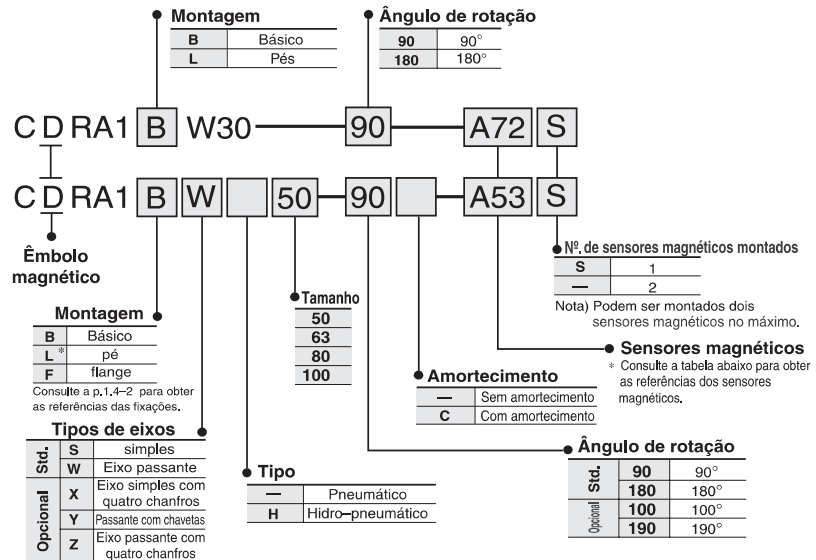 Montagem
B Básico
L Pés
Ângulo de rotação
90 90°
180 180°
CDRA1 B W30 90 A72 S
CDRA1 B W 50 90 A53 S
Êmbolo
magnético
Montagem
B Básico
L* pé
F flange
Consulte a p.1.4–2 para obter
as referências das fixações.
Tipos de eixos
Std.
S simples
W Eixo passante
Opcional
X Eixo simples com
quatro chanfros
Y Passante com chavetas
Z Eixo passante com
quatro chanfros
Tipo
— Pneumático
H Hidro–pneumático
Tamanho
50
63
80
100
Amortecimento
— Sem amortecimento
C Com amortecimento
Nº. de sensores magnéticos montados
S 1
— 2
Nota) Podem ser montados dois
sensores magnéticos no máximo.
Sensores magnéticos
* Consulte a tabela abaixo para obter
as referências dos sensores
magnéticos.
Ângulo de rotação
Std.
90 90°
180 180°
Opcional
100 100°
190 190°